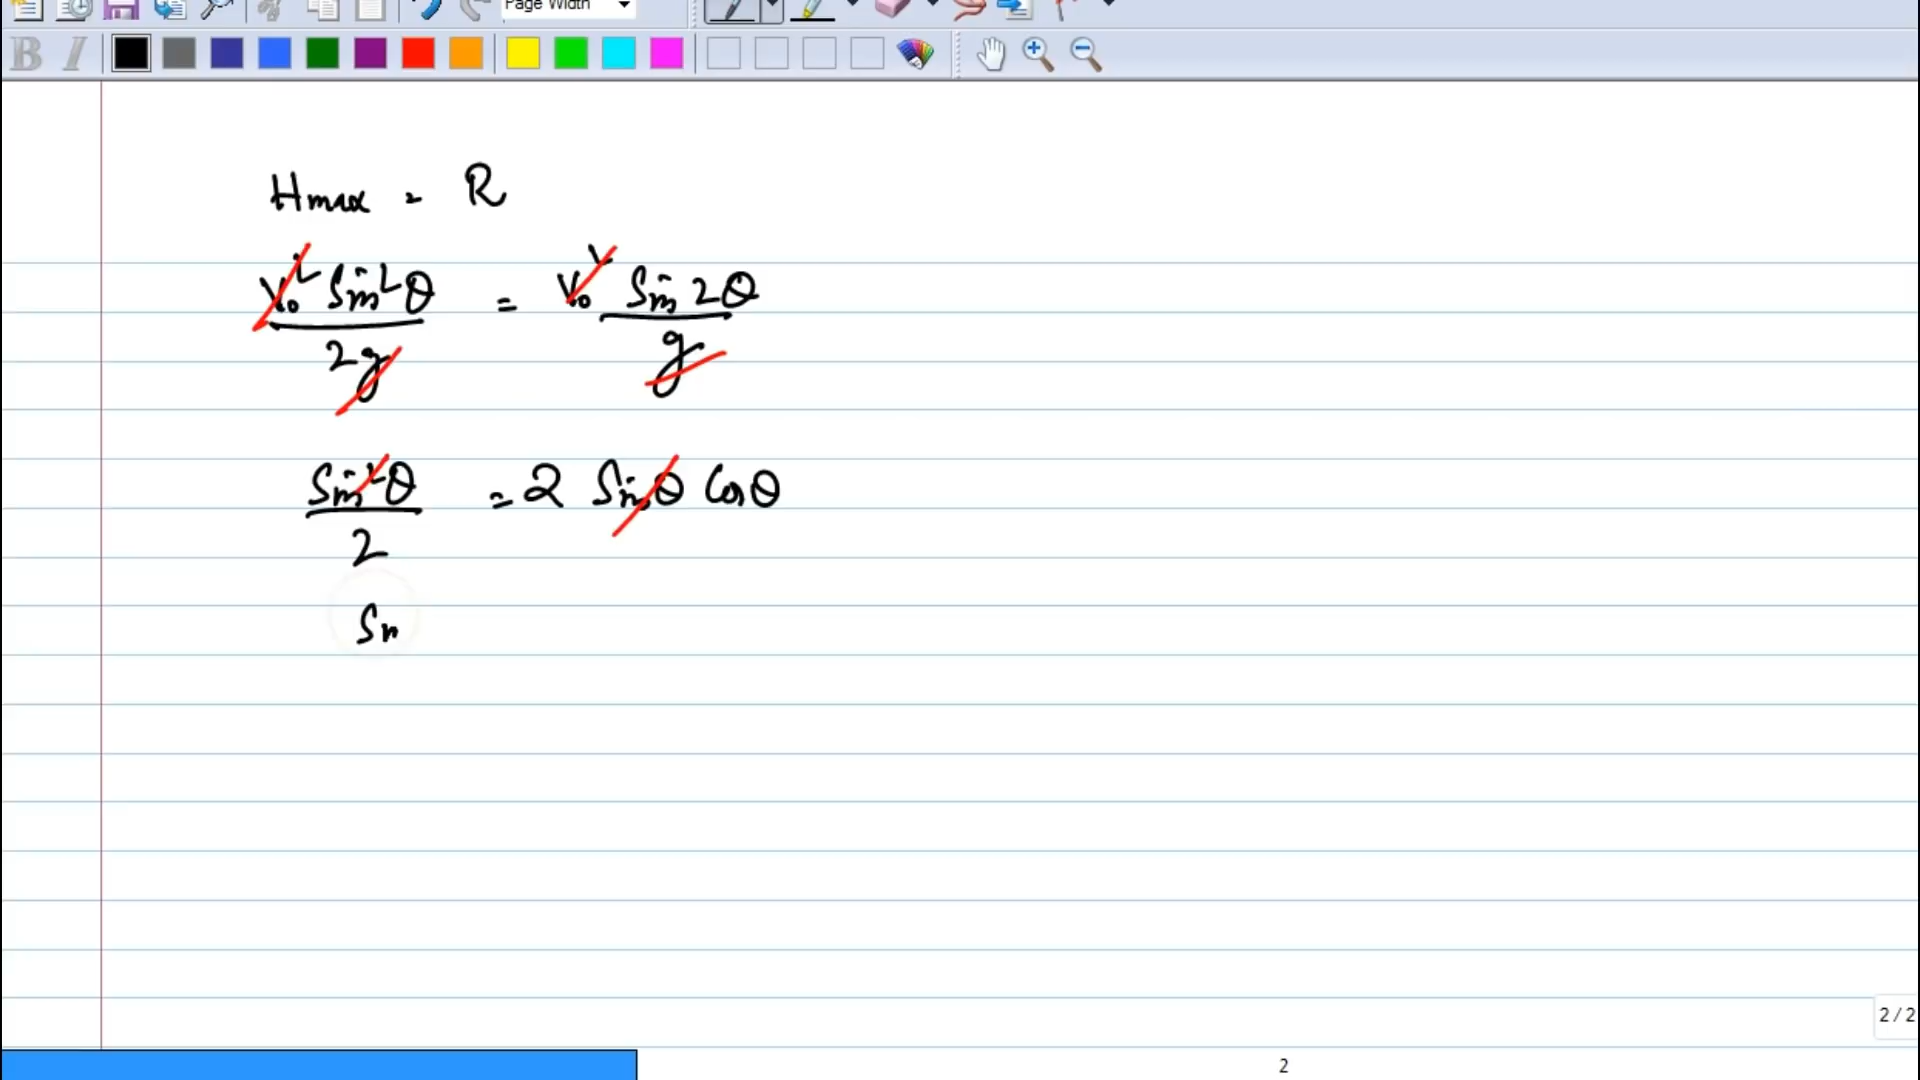 Page Width
B I
Hmax = R
V₀² Sin²θ / 2g = V₀² Sin 2θ / g
Sin²θ / 2 = 2 Sinθ Cosθ
Sn
2 / 2
2